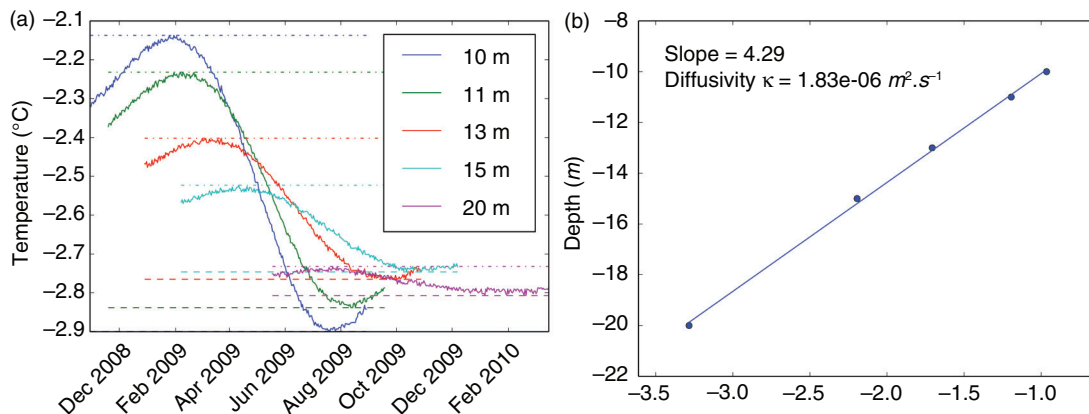 (a)
−2.1
−2.3
−2.4
−2.5
−2.6
−2.7
−2.8
−2.9
Temperature (°C)
10 m
11 m
13 m
15 m
20 m
Dec 2008
Feb 2009
Apr 2009
Jun 2009
Aug 2009
Oct 2009
Dec 2009
Feb 2010
(b)
−8
−10
−12
−14
−16
−18
−20
−22
Depth (m)
Slope = 4.29
Diffusivity κ = 1.83e-06 m².s⁻¹
−3.5
−3.0
−2.5
−2.0
−1.5
−1.0